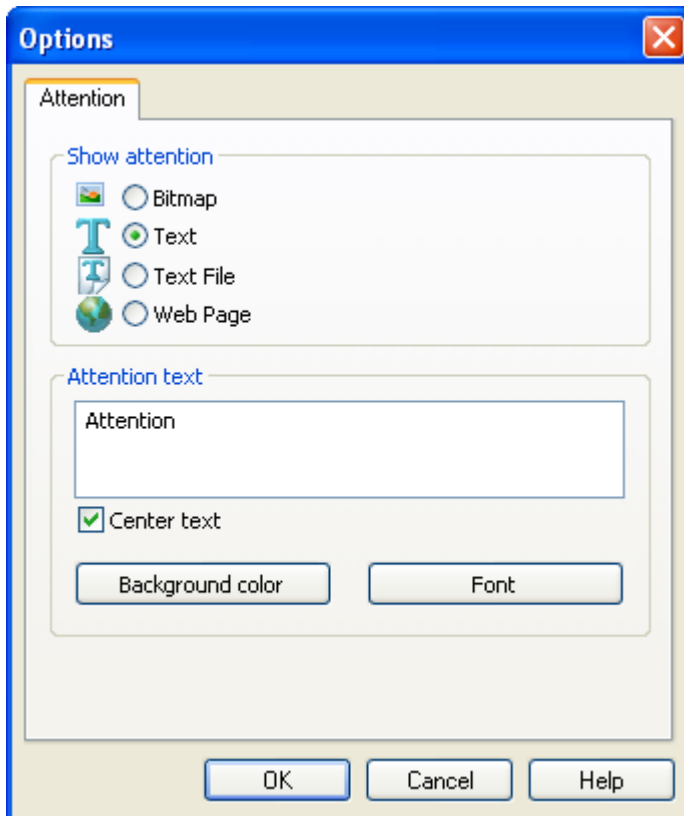 Options
Attention
Show attention
Bitmap
Text
Text File
Web Page
Attention text
Attention
Center text
Background color Font
OK Cancel Help